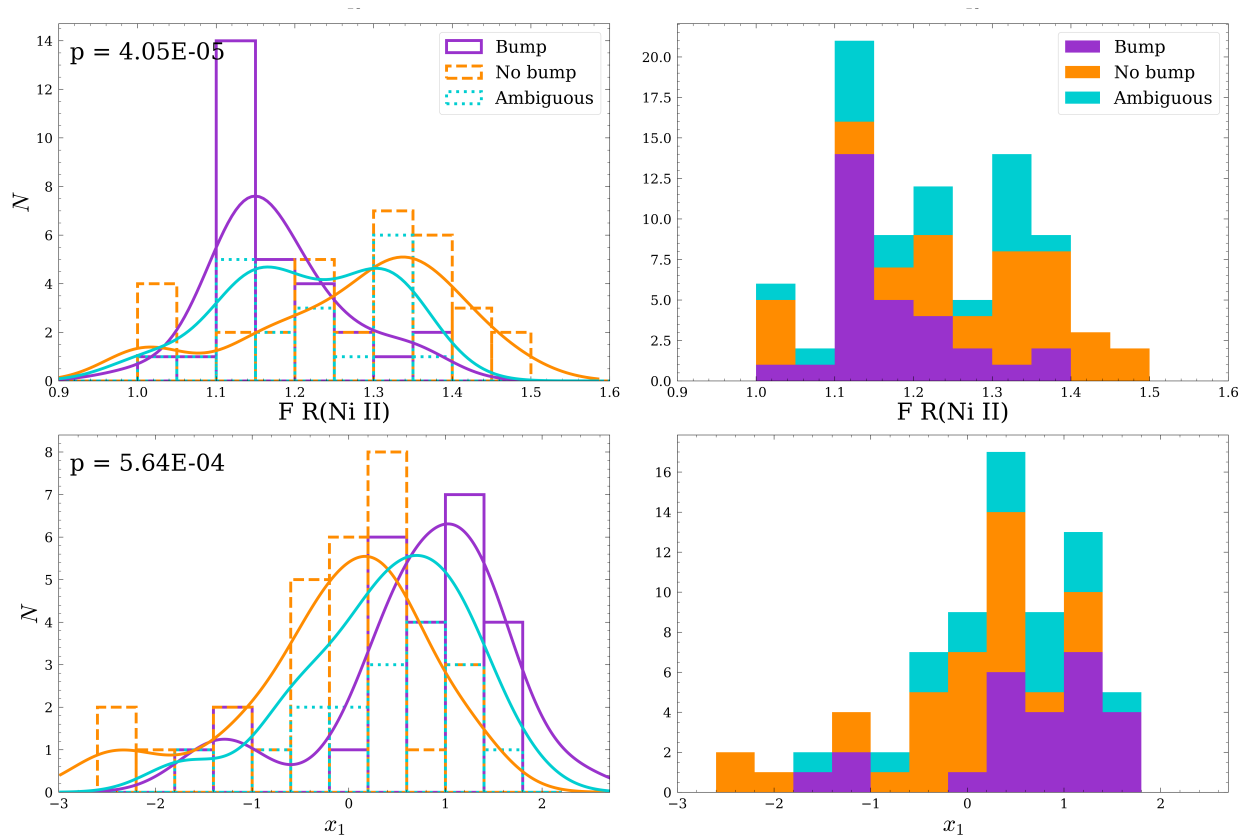 p = 4.05E-05
Bump
No bump
Ambiguous
N
14
12
10
8
6
4
2
0
0.9 1.0 1.1 1.2 1.3 1.4 1.5 1.6
F R(Ni II)
Bump
No bump
Ambiguous
20.0
17.5
15.0
12.5
10.0
7.5
5.0
2.5
0.0
0.9 1.0 1.1 1.2 1.3 1.4 1.5 1.6
F R(Ni II)
p = 5.64E-04
N
8
7
6
5
4
3
2
1
0
−3 −2 −1 0 1 2
x1
16
14
12
10
8
6
4
2
0
−3 −2 −1 0 1 2
x1